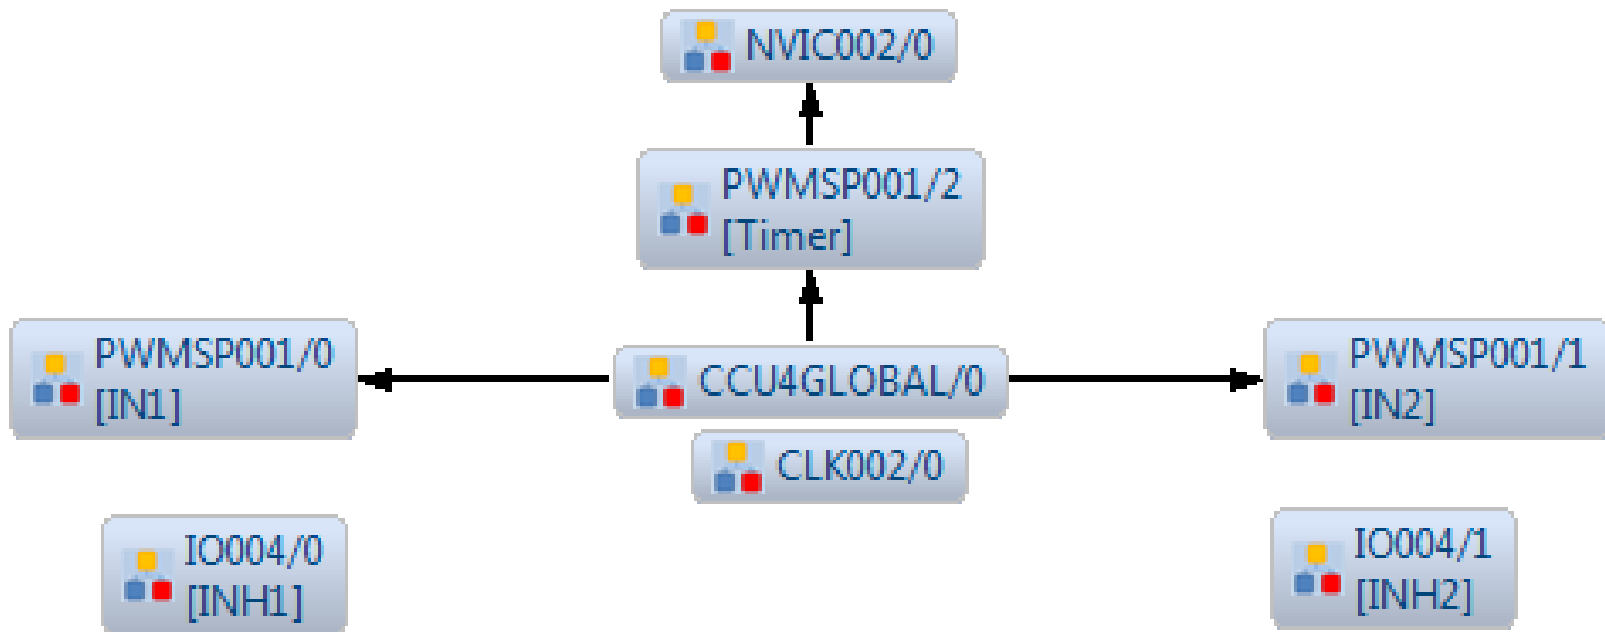 NVIC002/0
PWMSP001/2
[Timer]
PWMSP001/0
[IN1]
CCU4GLOBAL/0
PWMSP001/1
[IN2]
CLK002/0
IO004/0
[INH1]
IO004/1
[INH2]